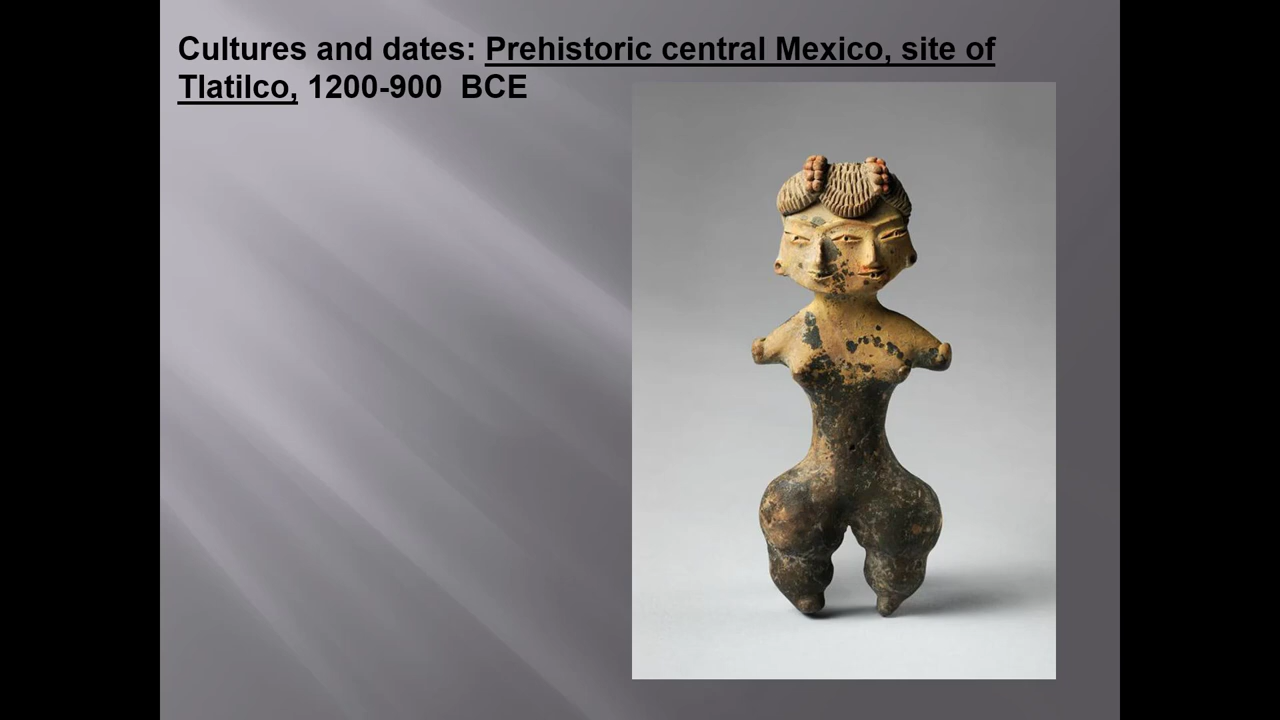 Cultures and dates: Prehistoric central Mexico, site of
Tlatilco, 1200-900  BCE